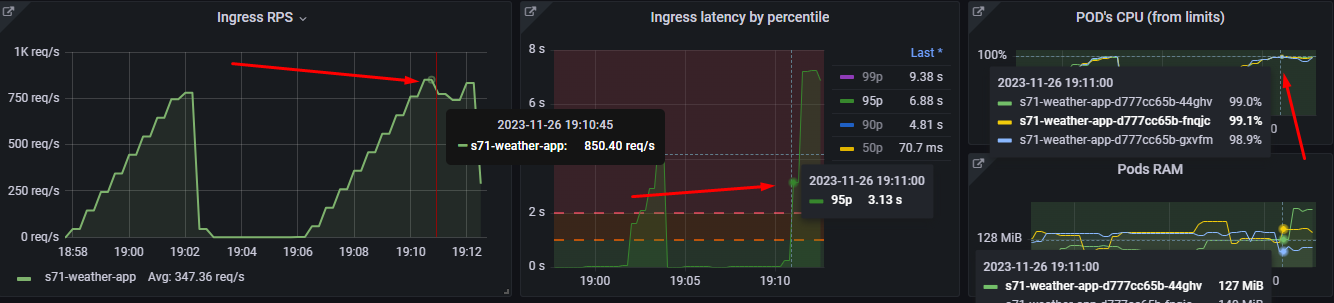 Ingress RPS
1K req/s
750 req/s
500 req/s
250 req/s
0 req/s
18:58
19:00
19:02
19:04
19:06
19:08
19:10
19:12
s71-weather-app Avg: 347.36 req/s
2023-11-26 19:10:45
s71-weather-app: 850.40 req/s
Ingress latency by percentile
8 s
6 s
2 s
0 s
19:00
19:05
19:10
Last *
99p 9.38 s
95p 6.88 s
90p 4.81 s
50p 70.7 ms
2023-11-26 19:11:00
95p 3.13 s
POD's CPU (from limits)
100%
2023-11-26 19:11:00
s71-weather-app-d777cc65b-44ghv 99.0%
s71-weather-app-d777cc65b-fnqjc 99.1%
s71-weather-app-d777cc65b-gxvfm 98.9%
0
Pods RAM
128 MiB
2023-11-26 19:11:00
s71-weather-app-d777cc65b-44ghv 127 MiB
0